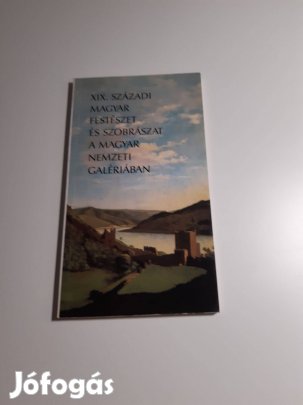 XIX. SZÁZADI
MAGYAR
FESTÉSZET
ÉS SZOBRÁSZAT
A MAGYAR
NEMZETI
GALÉRIÁBAN
Jófogás